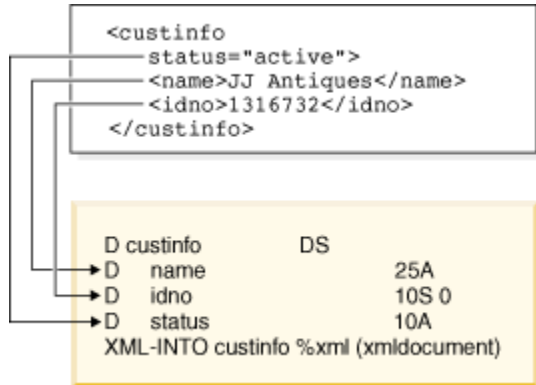 <custinfo
status="active">
<name>JJ Antiques</name>
<idno>1316732</idno>
</custinfo>
D custinfo DS
D name 25A
D idno 10S 0
D status 10A
XML-INTO custinfo %xml (xmldocument)